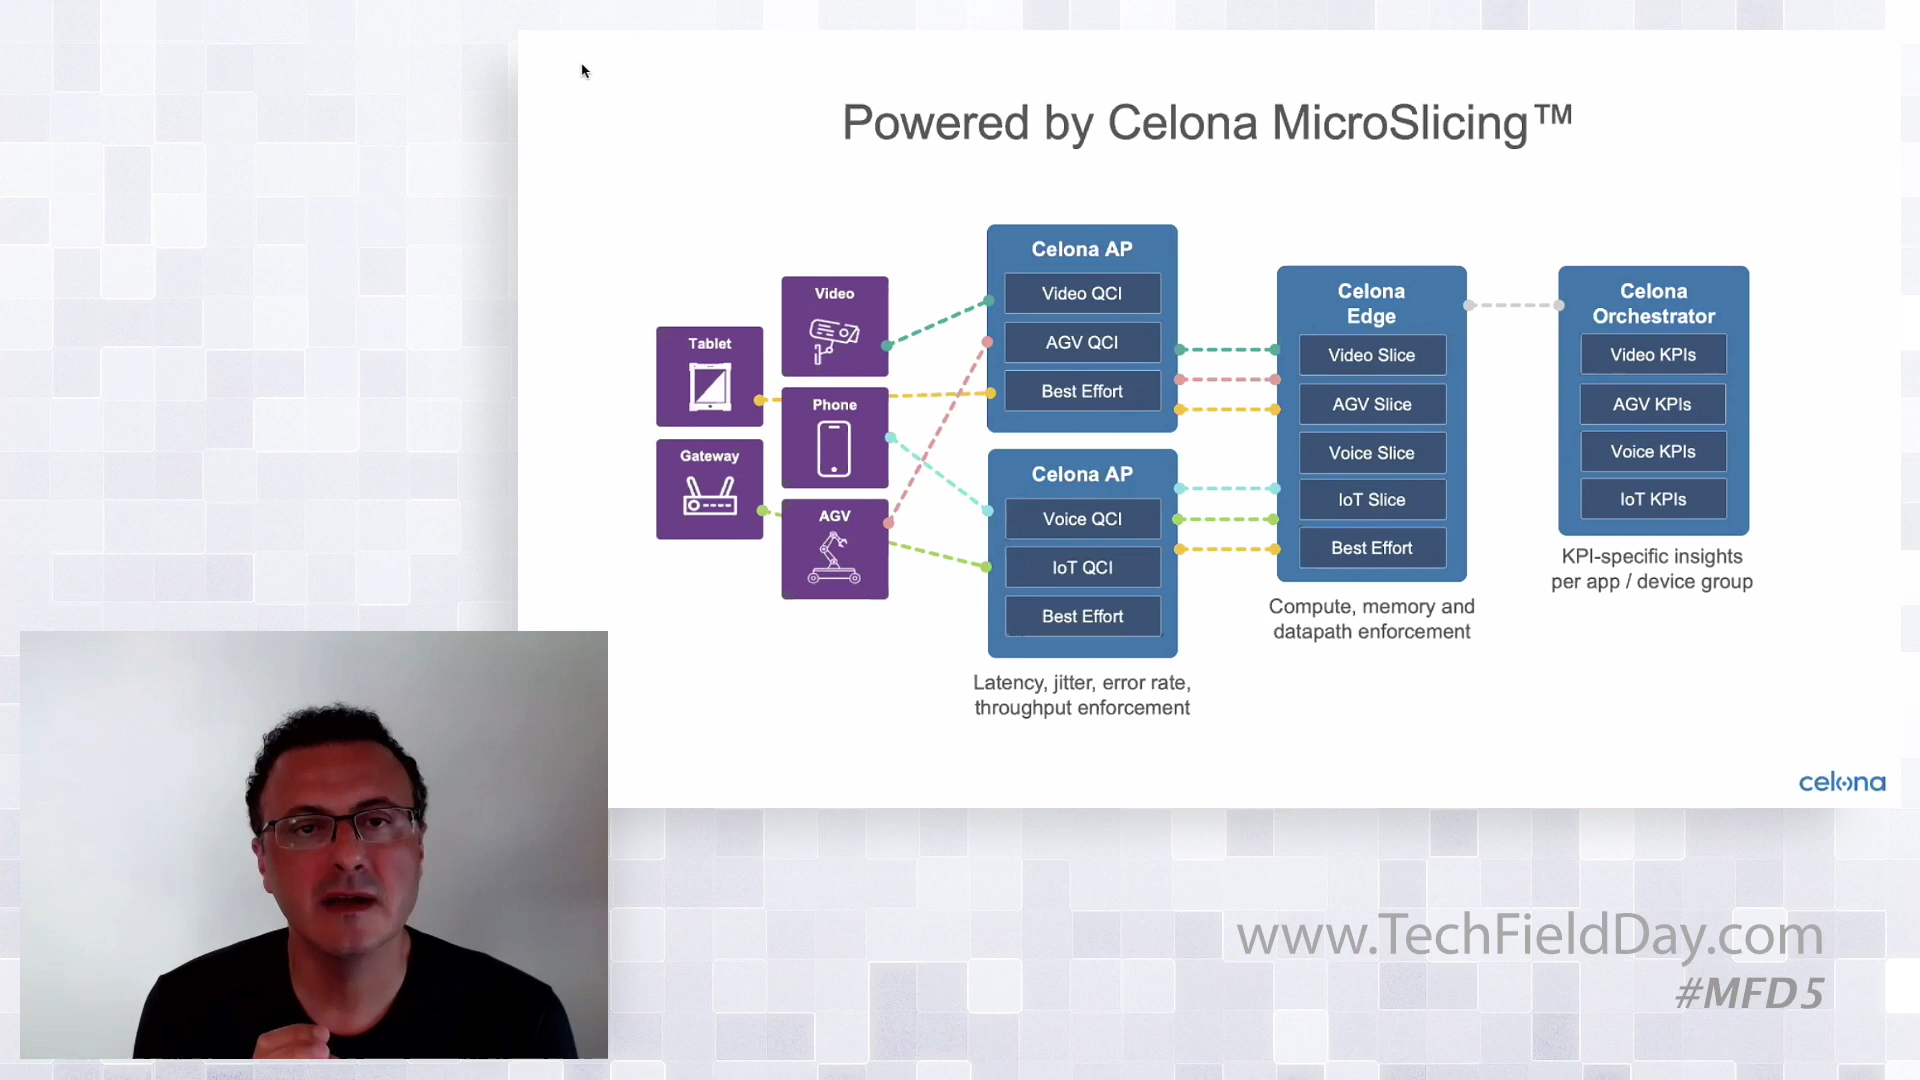 Powered by Celona MicroSlicing™
Video
Tablet
Phone
Gateway
AGV
Celona AP
Video QCI
AGV QCI
Best Effort
Celona AP
Voice QCI
IoT QCI
Best Effort
Latency, jitter, error rate,
throughput enforcement
Celona
Edge
Video Slice
AGV Slice
Voice Slice
IoT Slice
Best Effort
Compute, memory and
datapath enforcement
Celona
Orchestrator
Video KPIs
AGV KPIs
Voice KPIs
IoT KPIs
KPI-specific insights
per app / device group
celona
www.TechFieldDay.com
#MFD5